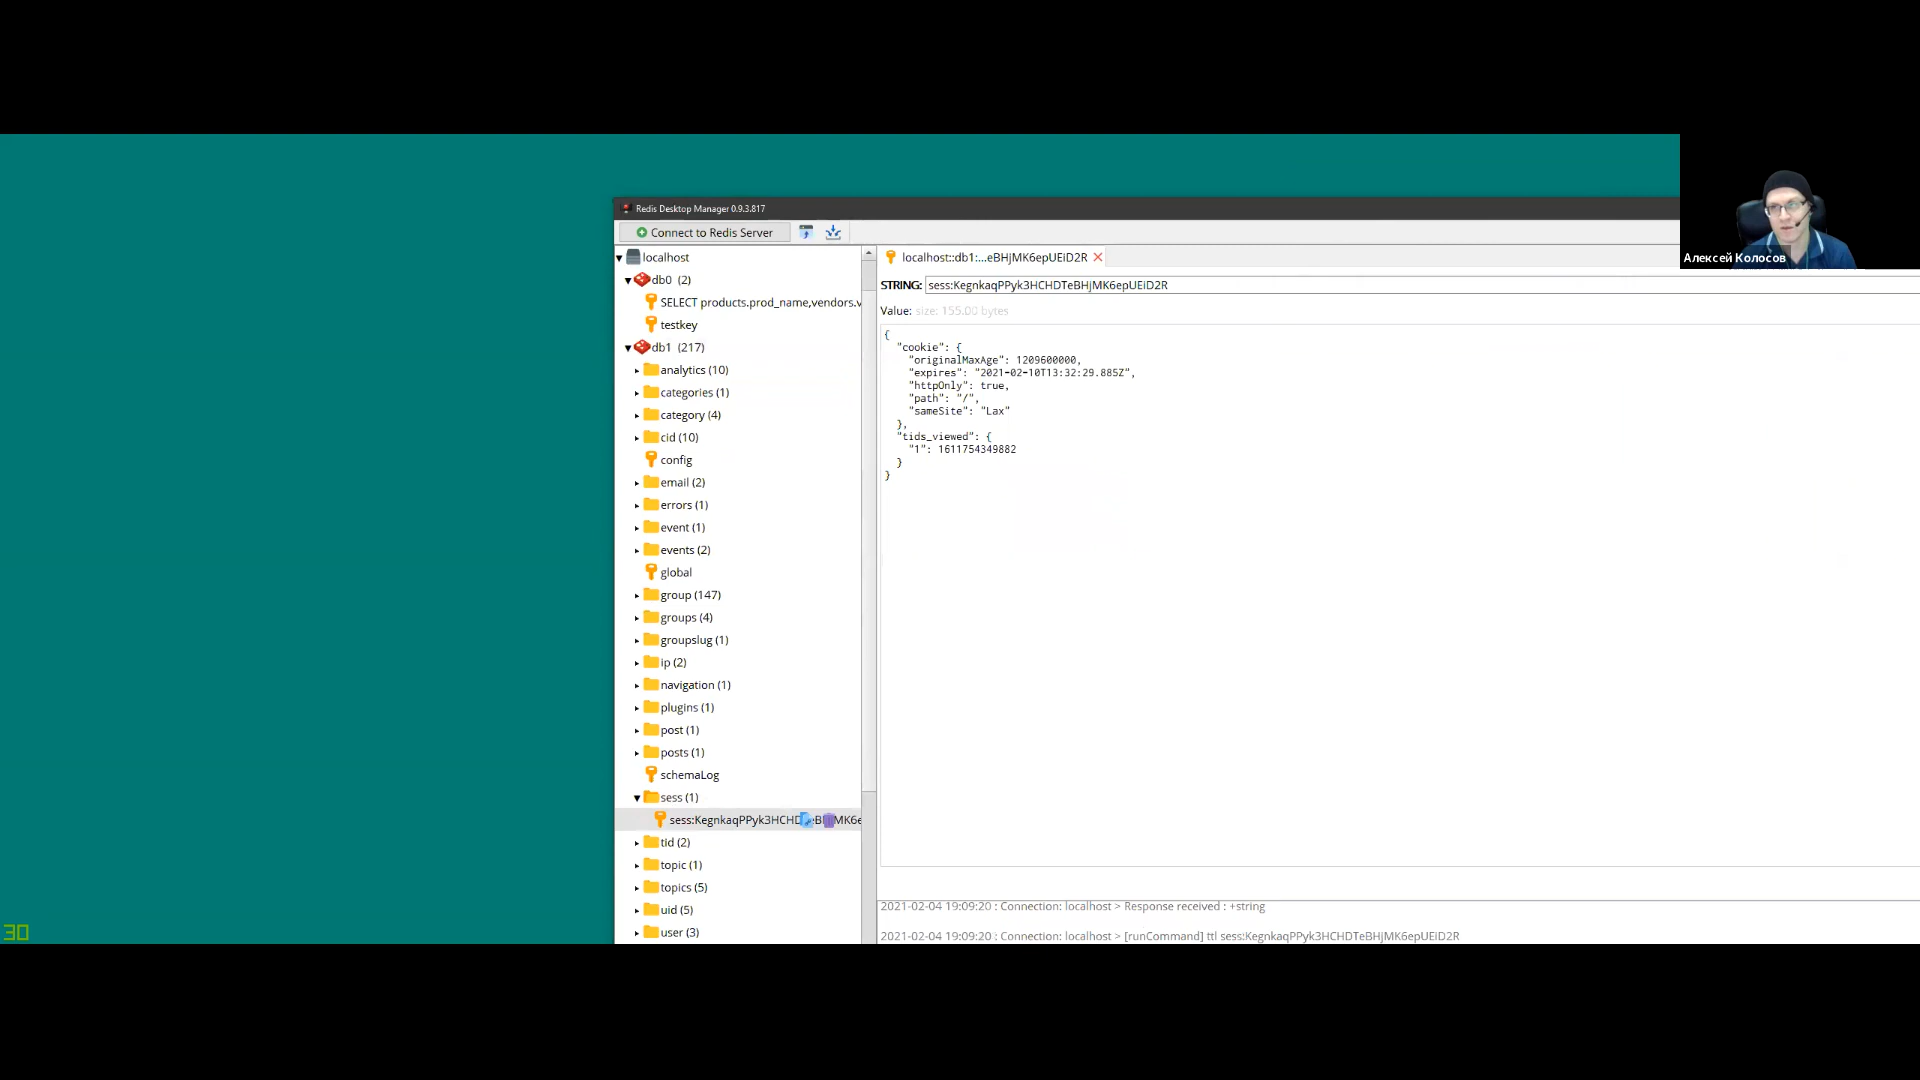 Redis Desktop Manager 0.9.3.817
Connect to Redis Server
localhost
db0 (2)
SELECT products.prod_name,vendors.v
testkey
db1 (217)
analytics (10)
categories (1)
category (4)
cid (10)
config
email (2)
errors (1)
event (1)
events (2)
global
group (147)
groups (4)
groupslug (1)
ip (2)
navigation (1)
plugins (1)
post (1)
posts (1)
schemaLog
sess (1)
sess:KegnkaqPPyk3HCHD
tid (2)
topic (1)
topics (5)
uid (5)
user (3)
localhost::db1:...eBHjMK6epUEiD2R
STRING: sess:KegnkaqPPyk3HCHDTeBHjMK6epUEiD2R
Value: size: 155.00 bytes
{
"cookie": {
"originalMaxAge": 1209600000,
"expires": "2021-02-10T13:32:29.885Z",
"httpOnly": true,
"path": "/",
"sameSite": "Lax"
},
"tids_viewed": {
"1": 1611754349882
}
}
2021-02-04 19:09:20 : Connection: localhost > Response received : +string
2021-02-04 19:09:20 : Connection: localhost > [runCommand] ttl sess:KegnkaqPPyk3HCHDTeBHjMK6epUEiD2R
Алексей Колосов
30